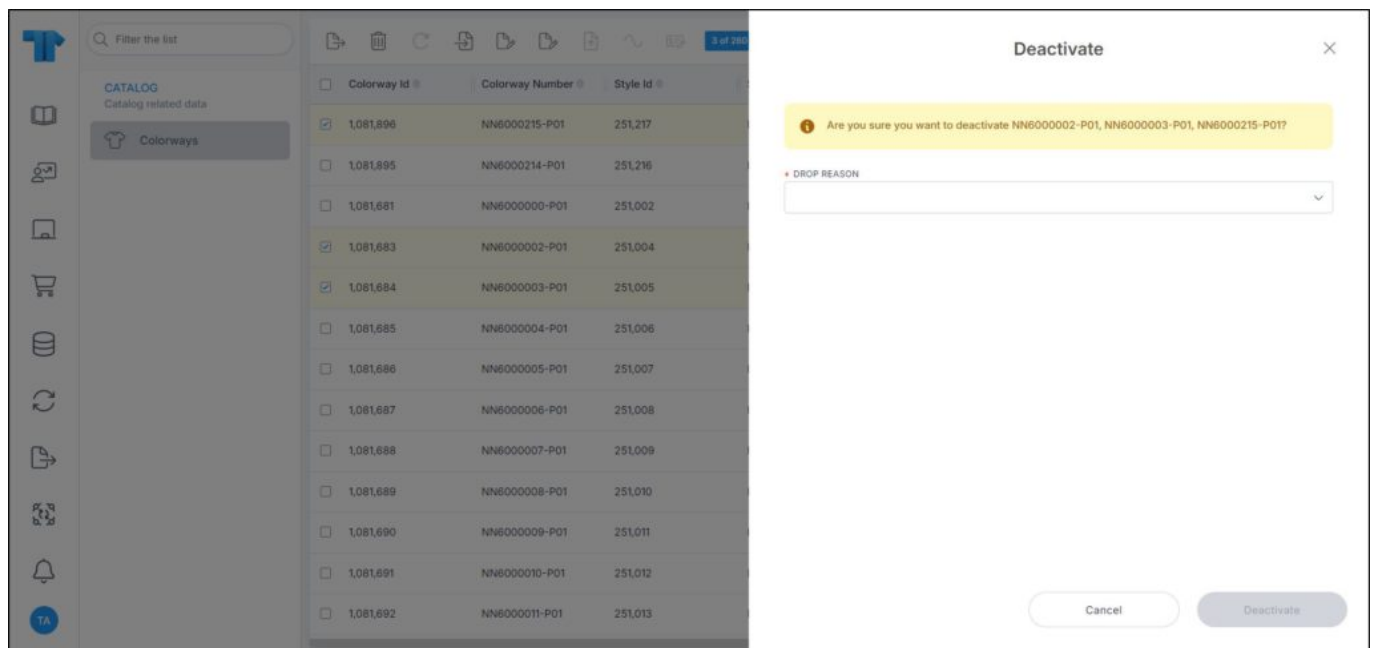 Filter the list
CATALOG
Catalog related data
Colorways
3 of 280
Colorway Id Colorway Number Style Id
1,081,896 NN6000215-P01 251,217
1,081,895 NN6000214-P01 251,216
1,081,681 NN6000000-P01 251,002
1,081,683 NN6000002-P01 251,004
1,081,684 NN6000003-P01 251,005
1,081,685 NN6000004-P01 251,006
1,081,686 NN6000005-P01 251,007
1,081,687 NN6000006-P01 251,008
1,081,688 NN6000007-P01 251,009
1,081,689 NN6000008-P01 251,010
1,081,690 NN6000009-P01 251,011
1,081,691 NN6000010-P01 251,012
1,081,692 NN6000011-P01 251,013
TA
Deactivate
Are you sure you want to deactivate NN6000002-P01, NN6000003-P01, NN6000215-P01?
* DROP REASON
Cancel
Deactivate